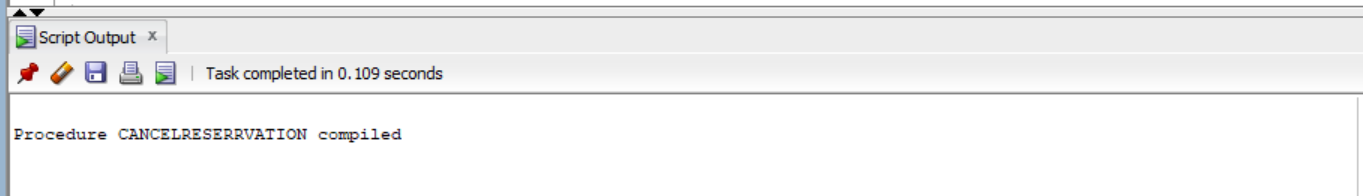 Script Output x
Task completed in 0.109 seconds
Procedure CANCELRESERRVATION compiled